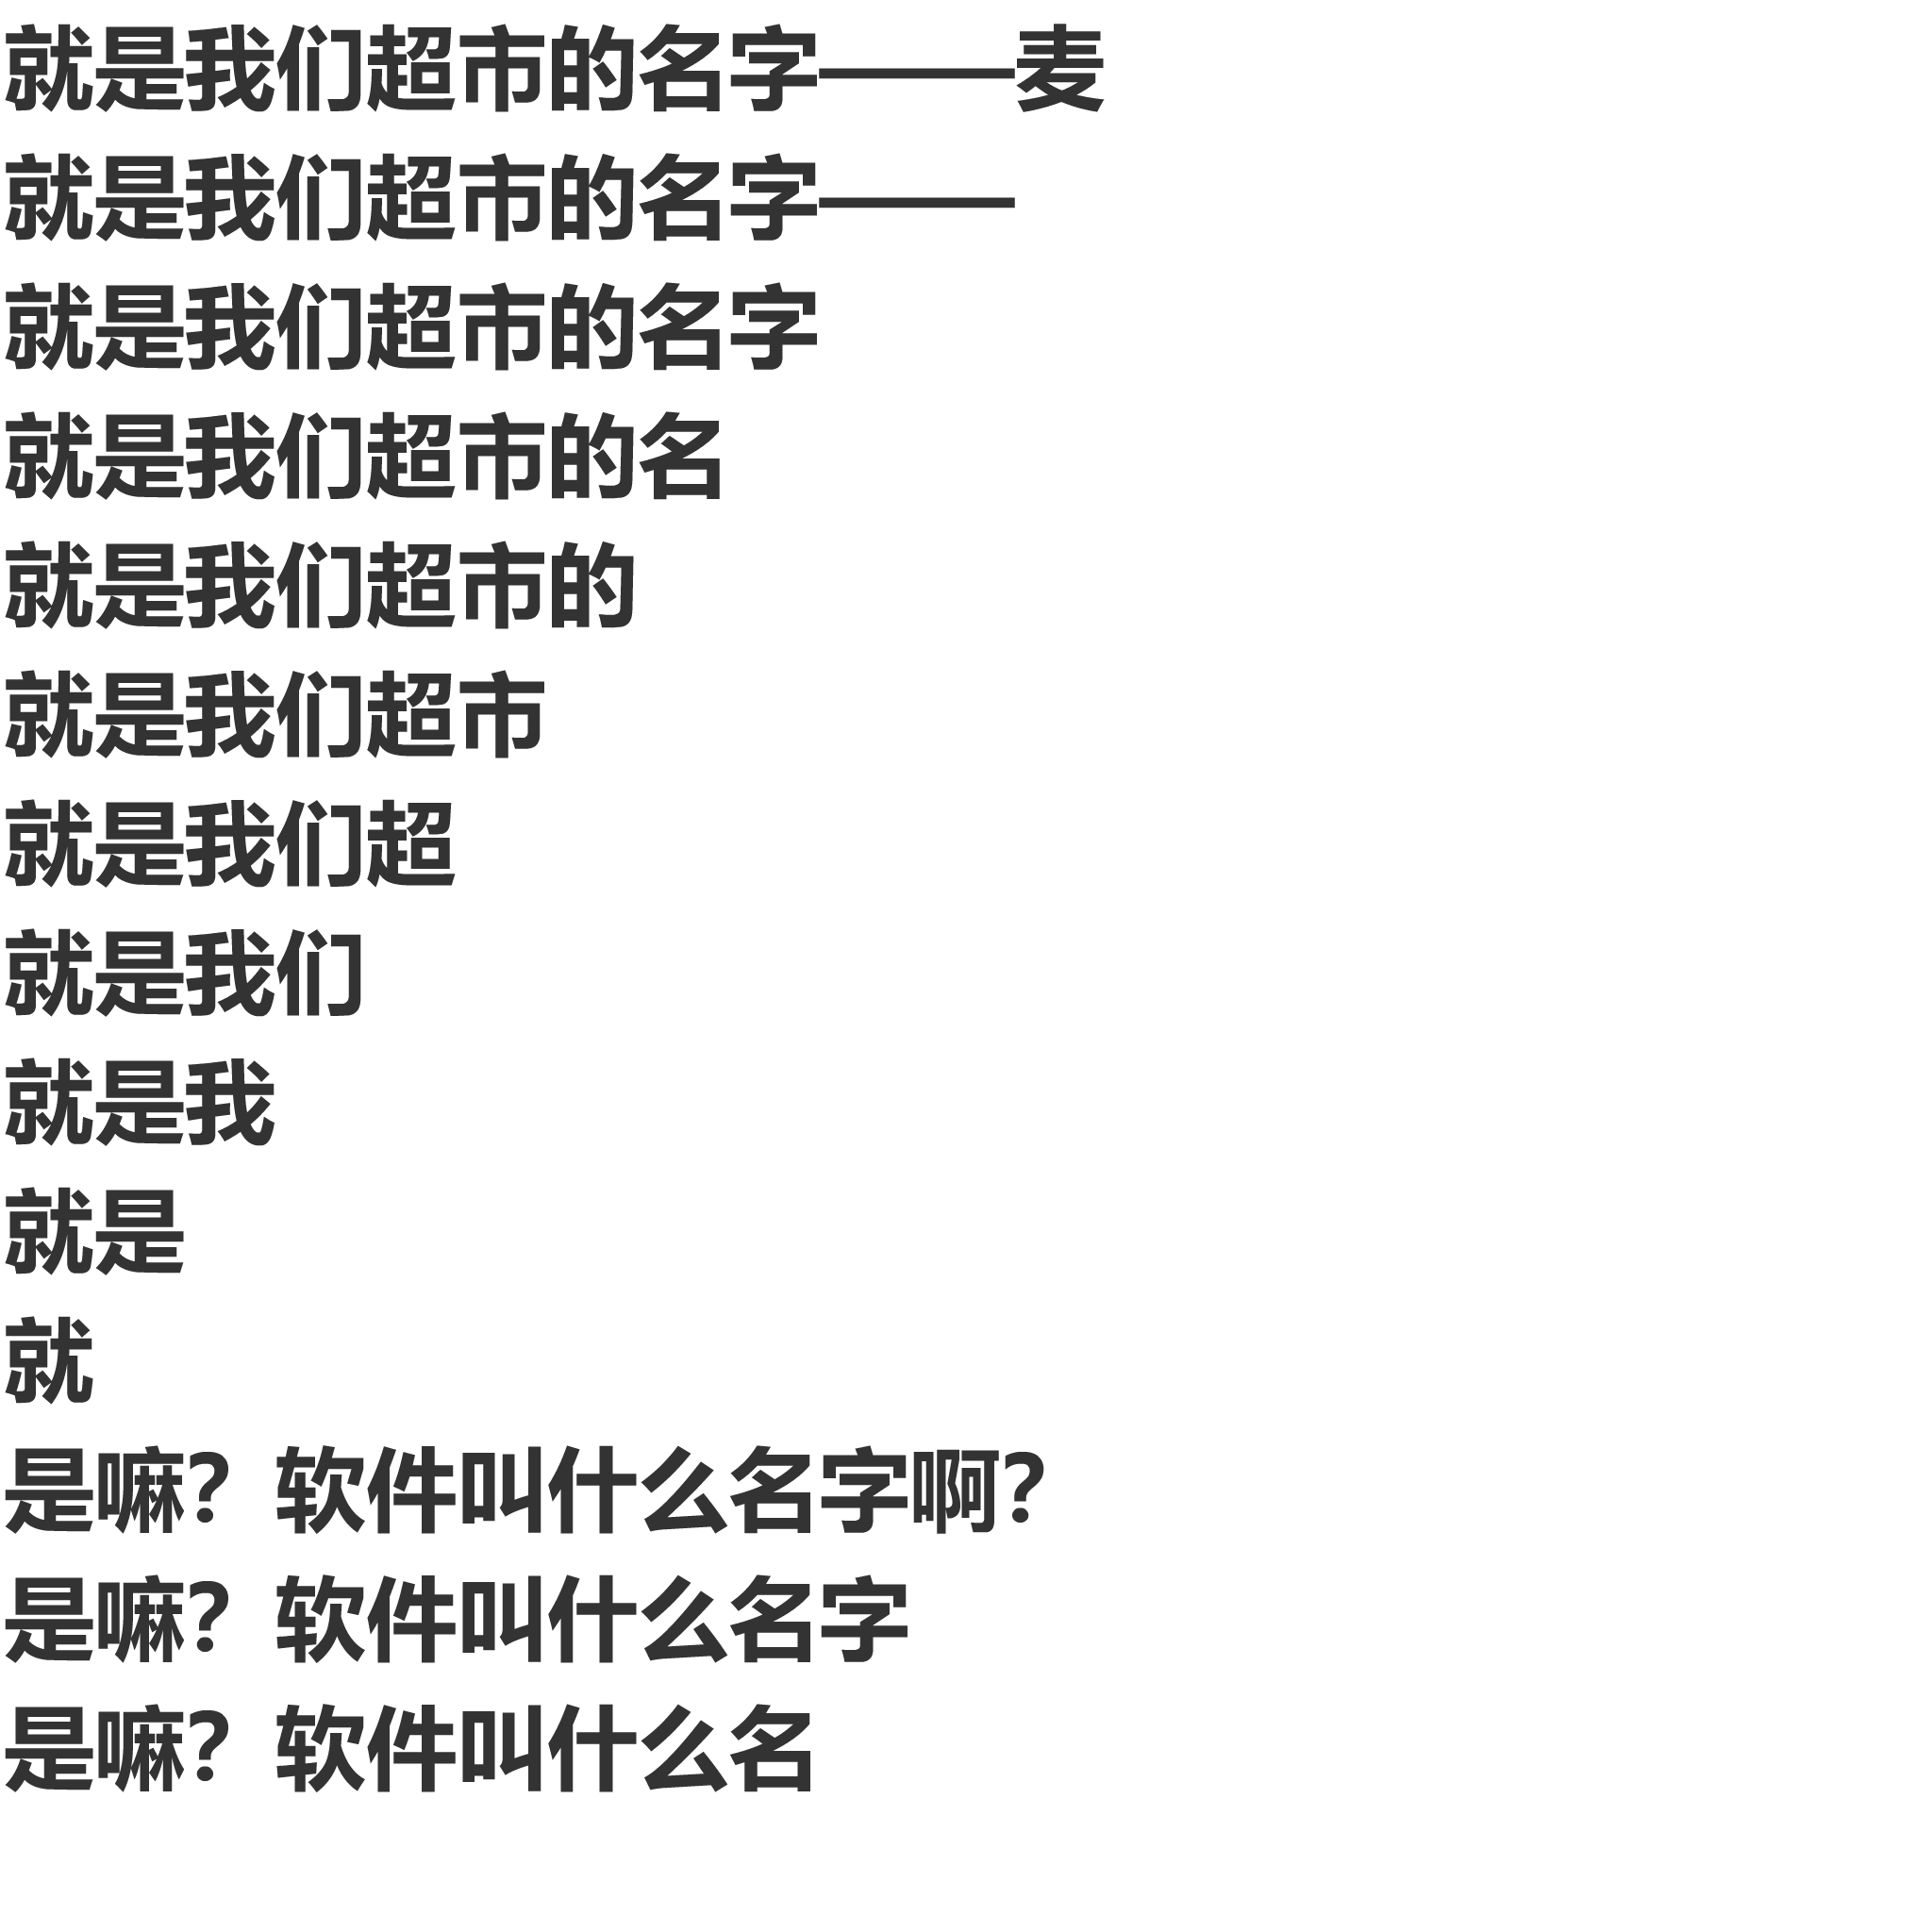 就是我们超市的名字——麦
就是我们超市的名字——
就是我们超市的名字
就是我们超市的名
就是我们超市的
就是我们超市
就是我们超
就是我们
就是我
就是
就
是嘛？软件叫什么名字啊？
是嘛？软件叫什么名字
是嘛？软件叫什么名